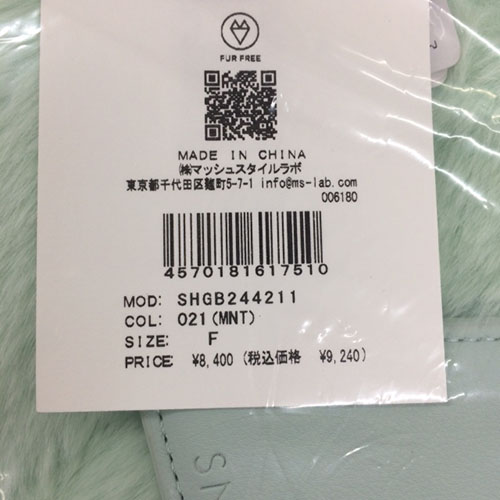 FUR FREE
MADE IN CHINA
㈱マッシュスタイルラボ
東京都千代田区麹町5-7-1 info@ms-lab.com
006180
4570181617510
MOD: SHGB244211
COL: 021(MNT)
SIZE: F
PRICE: ¥8,400 (税込価格 ¥9,240)